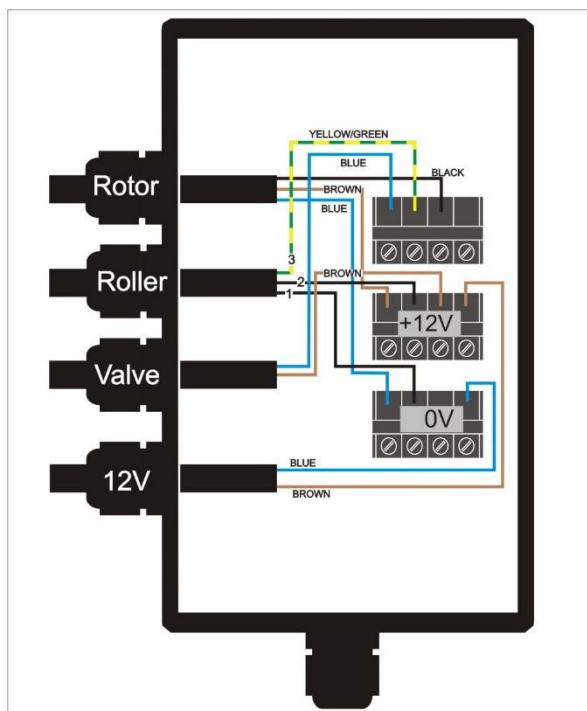 YELLOW/GREEN
BLUE
BLACK
Rotor
BROWN
BLUE
3
Roller
BROWN
2
1
+12V
Valve
0V
BLUE
12V
BROWN